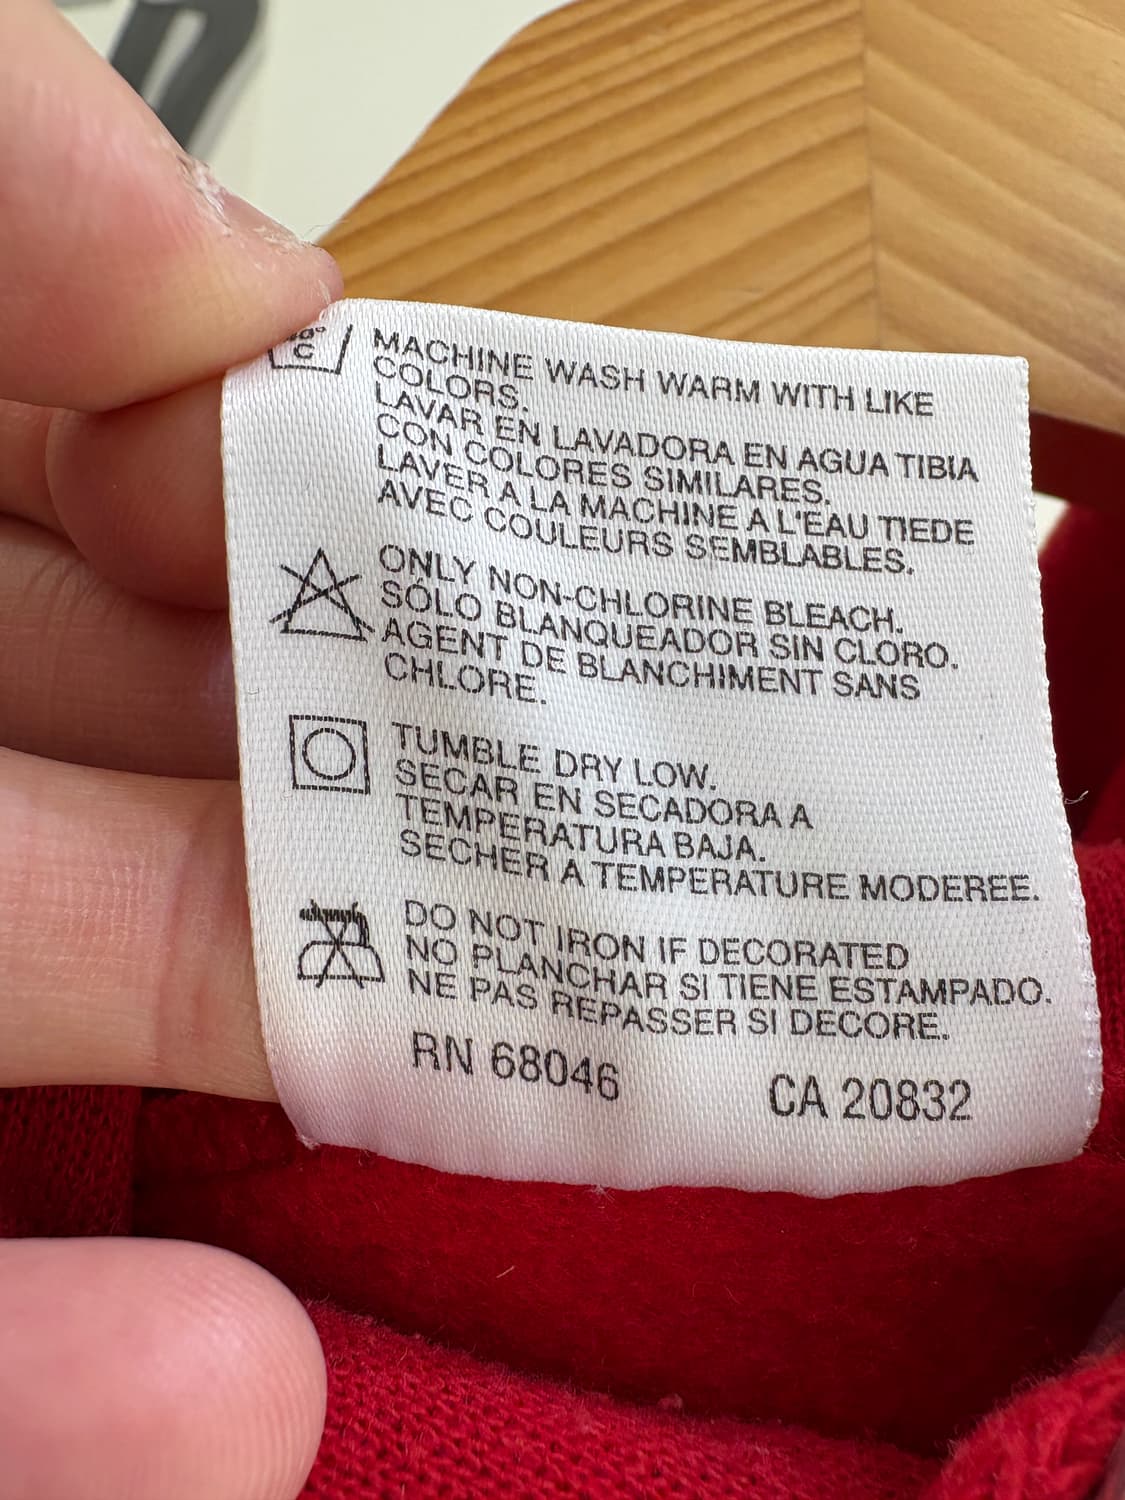 C
MACHINE WASH WARM WITH LIKE
COLORS.
LAVAR EN LAVADORA EN AGUA TIBIA
CON COLORES SIMILARES.
LAVER A LA MACHINE A L'EAU TIEDE
AVEC COULEURS SEMBLABLES.
ONLY NON-CHLORINE BLEACH.
SÓLO BLANQUEADOR SIN CLORO.
AGENT DE BLANCHIMENT SANS
CHLORE.
TUMBLE DRY LOW.
SECAR EN SECADORA A
TEMPERATURA BAJA.
SECHER A TEMPERATURE MODEREE.
DO NOT IRON IF DECORATED
NO PLANCHAR SI TIENE ESTAMPADO.
NE PAS REPASSER SI DECORE.
RN 68046 CA 20832